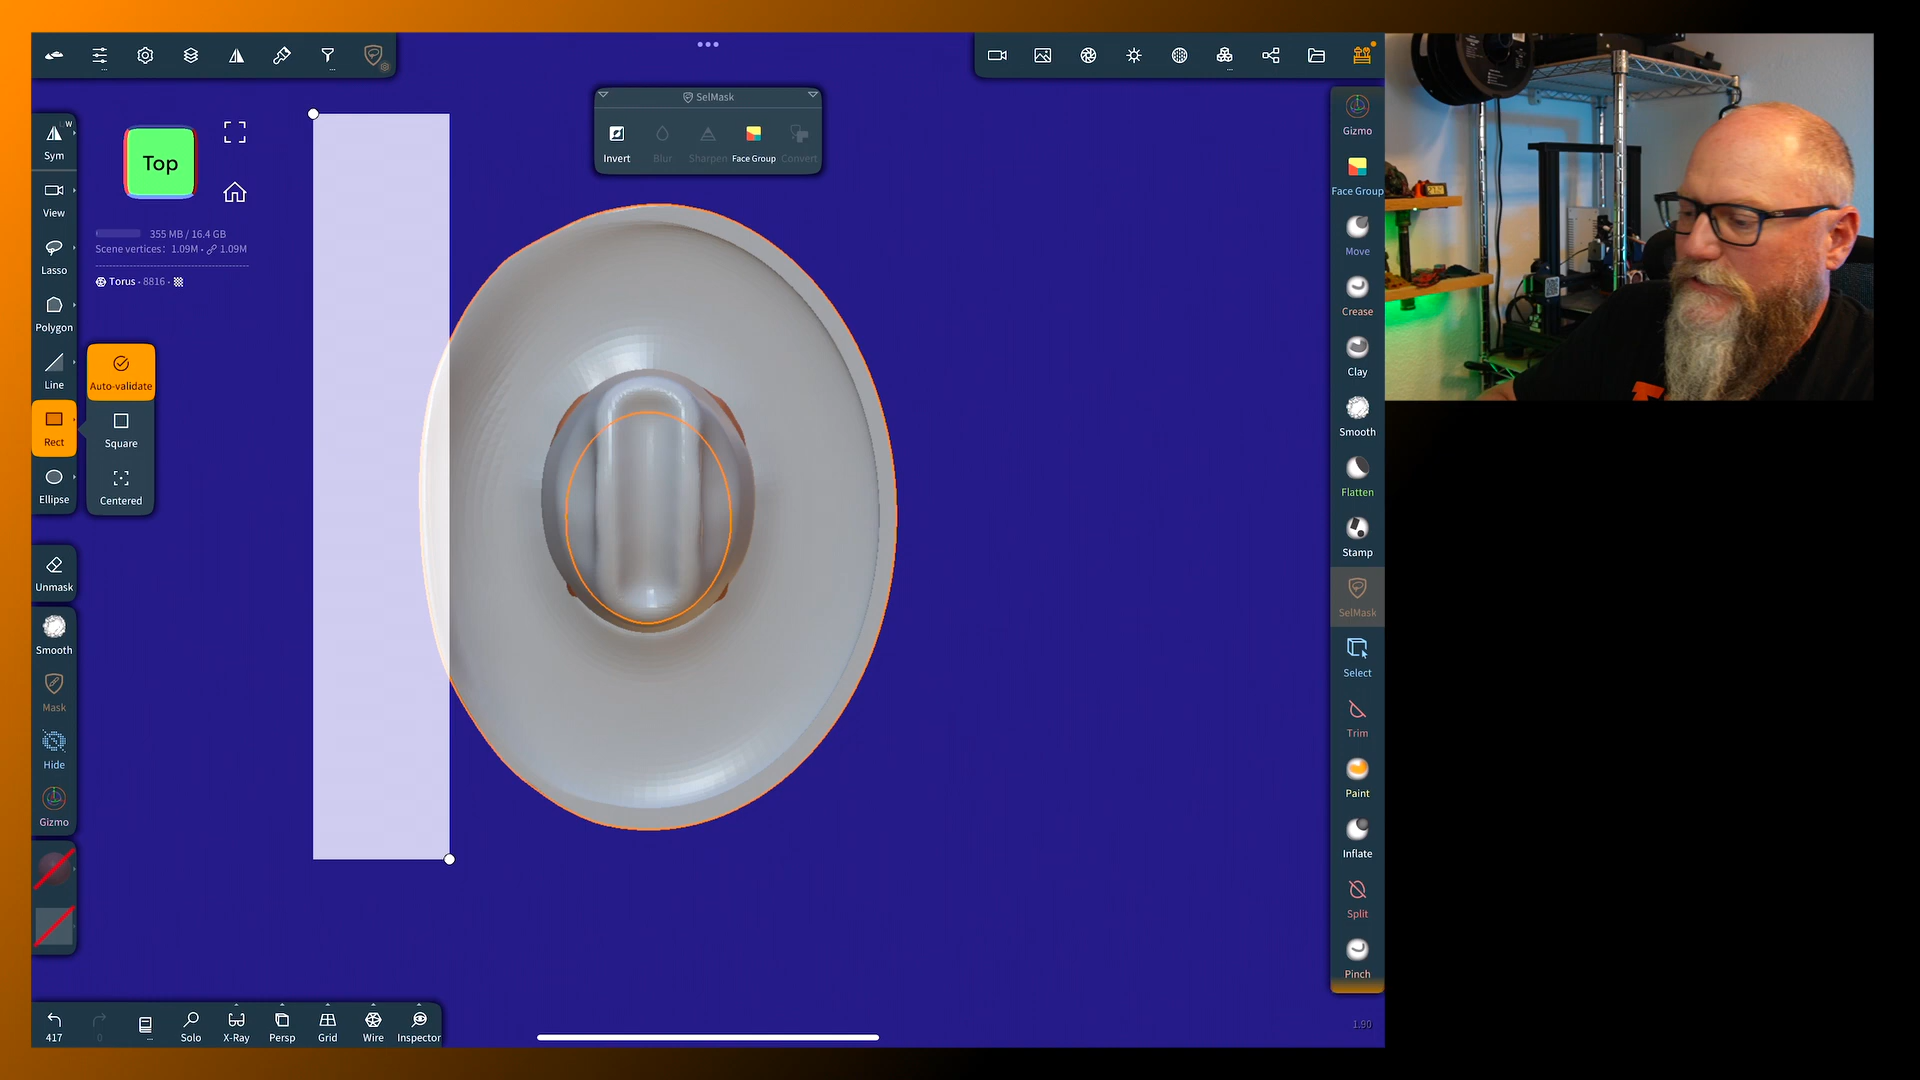 SelMask
Invert
Blur
Sharpen
Face Group
Convert
W
Sym
Top
View
355 MB / 16.4 GB
Scene vertices: 1.09M • 1.09M
Lasso
Torus • 8816 •
Polygon
Line
Auto-validate
Rect
Square
Ellipse
Centered
Unmask
Smooth
Mask
Hide
Gizmo
417
0
...
Solo
X-Ray
Persp
Grid
Wire
Inspector
Gizmo
Face Group
Move
Crease
Clay
Smooth
Flatten
Stamp
SelMask
Select
Trim
Paint
Inflate
Split
Pinch
1.90